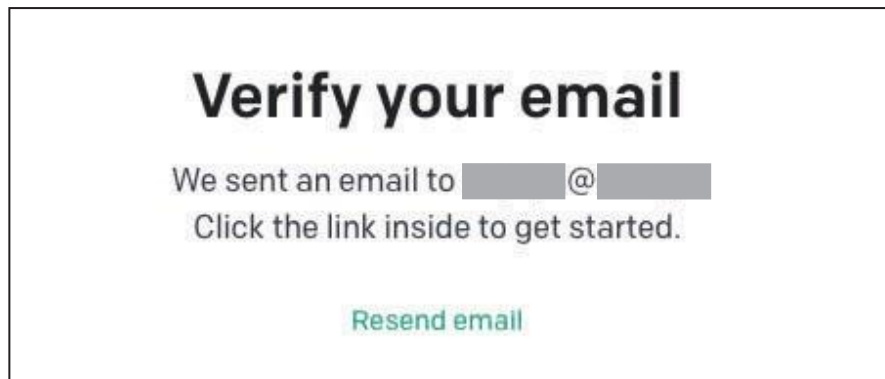 Verify your email
We sent an email to @
Click the link inside to get started.
Resend email